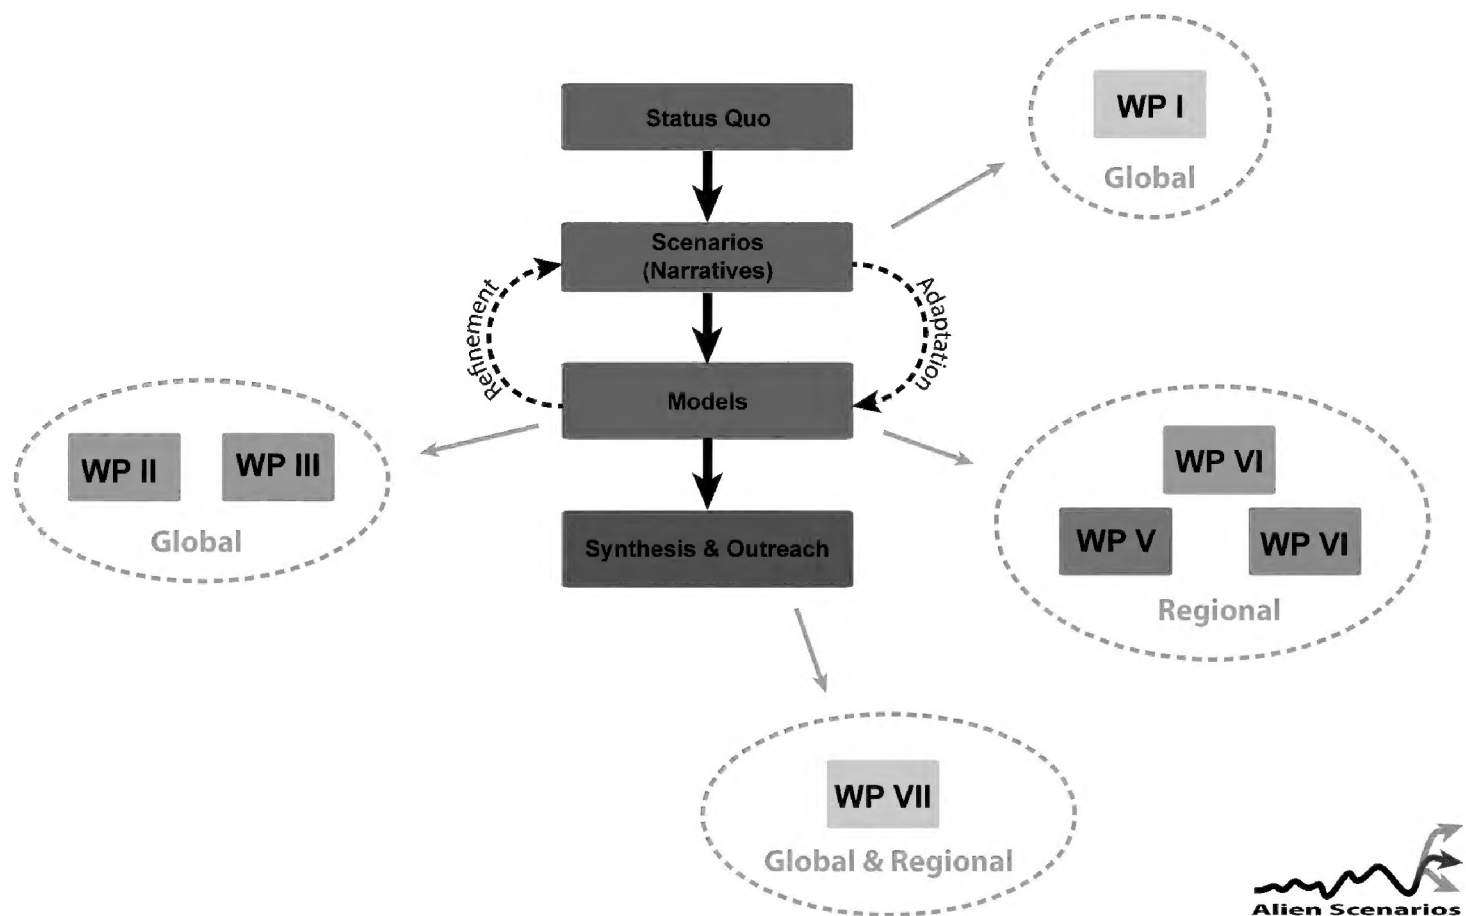 WP I
Global
Status Quo
Scenarios
(Narratives)
Refinement
Adaptation
Models
WP II
WP III
Global
WP VI
WP V
WP VI
Regional
Synthesis & Outreach
WP VII
Global & Regional
Alien Scenarios